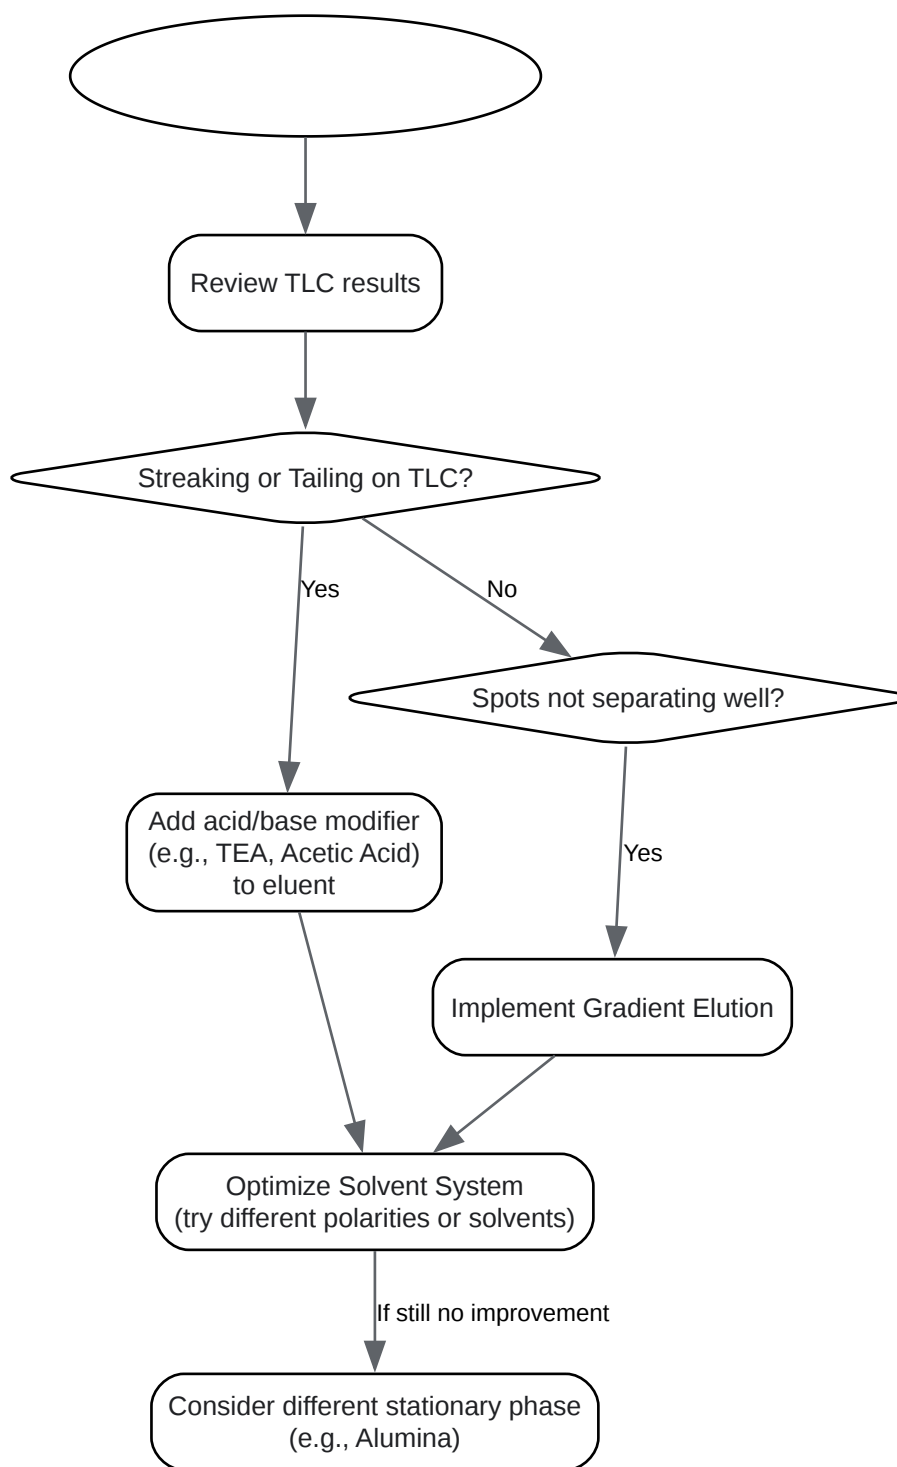 Review TLC results
Streaking or Tailing on TLC?
Yes
No
Spots not separating well?
Add acid/base modifier
(e.g., TEA, Acetic Acid)
to eluent
Yes
Implement Gradient Elution
Optimize Solvent System
(try different polarities or solvents)
If still no improvement
Consider different stationary phase
(e.g., Alumina)